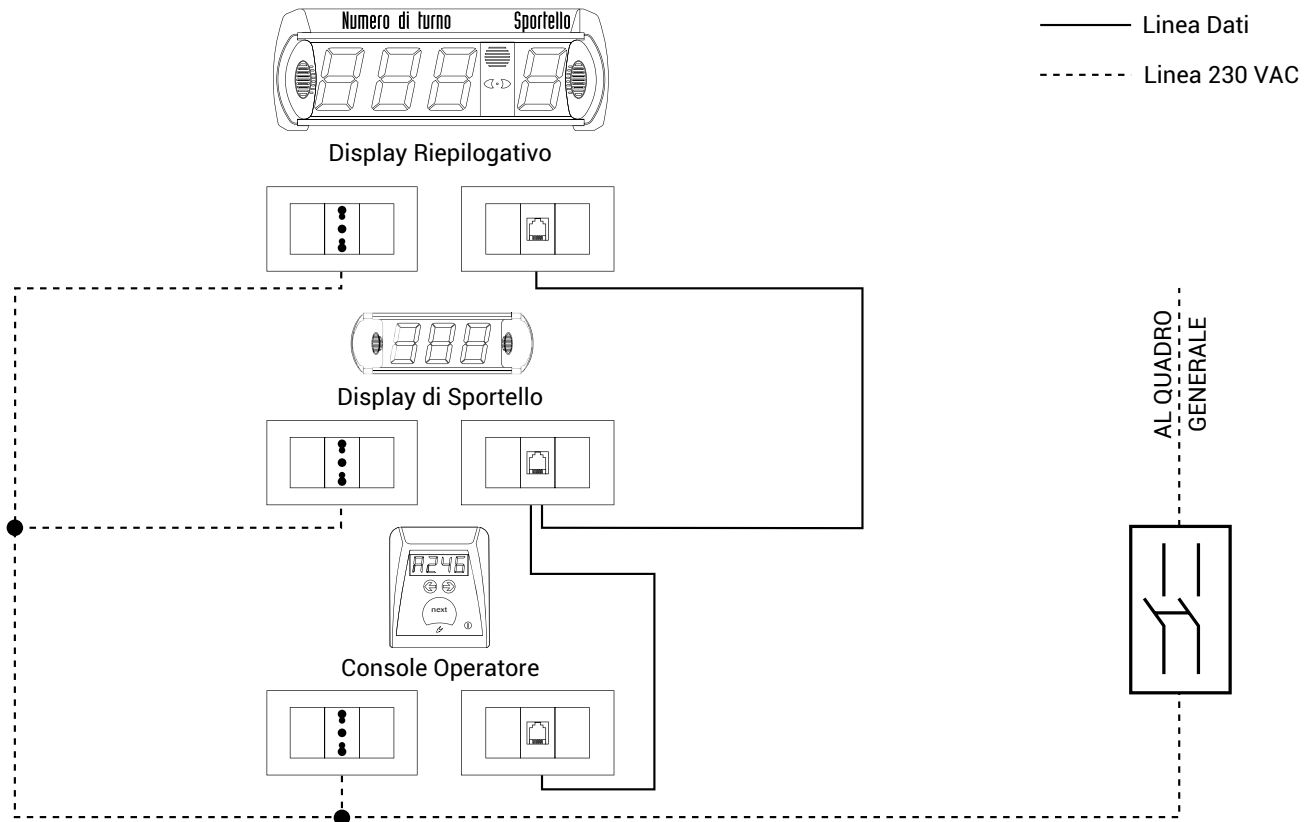 Numero di turno Sportello
Linea Dati
Linea 230 VAC
Display Riepilogativo
Display di Sportello
AL QUADRO
GENERALE
A246
next
Console Operatore